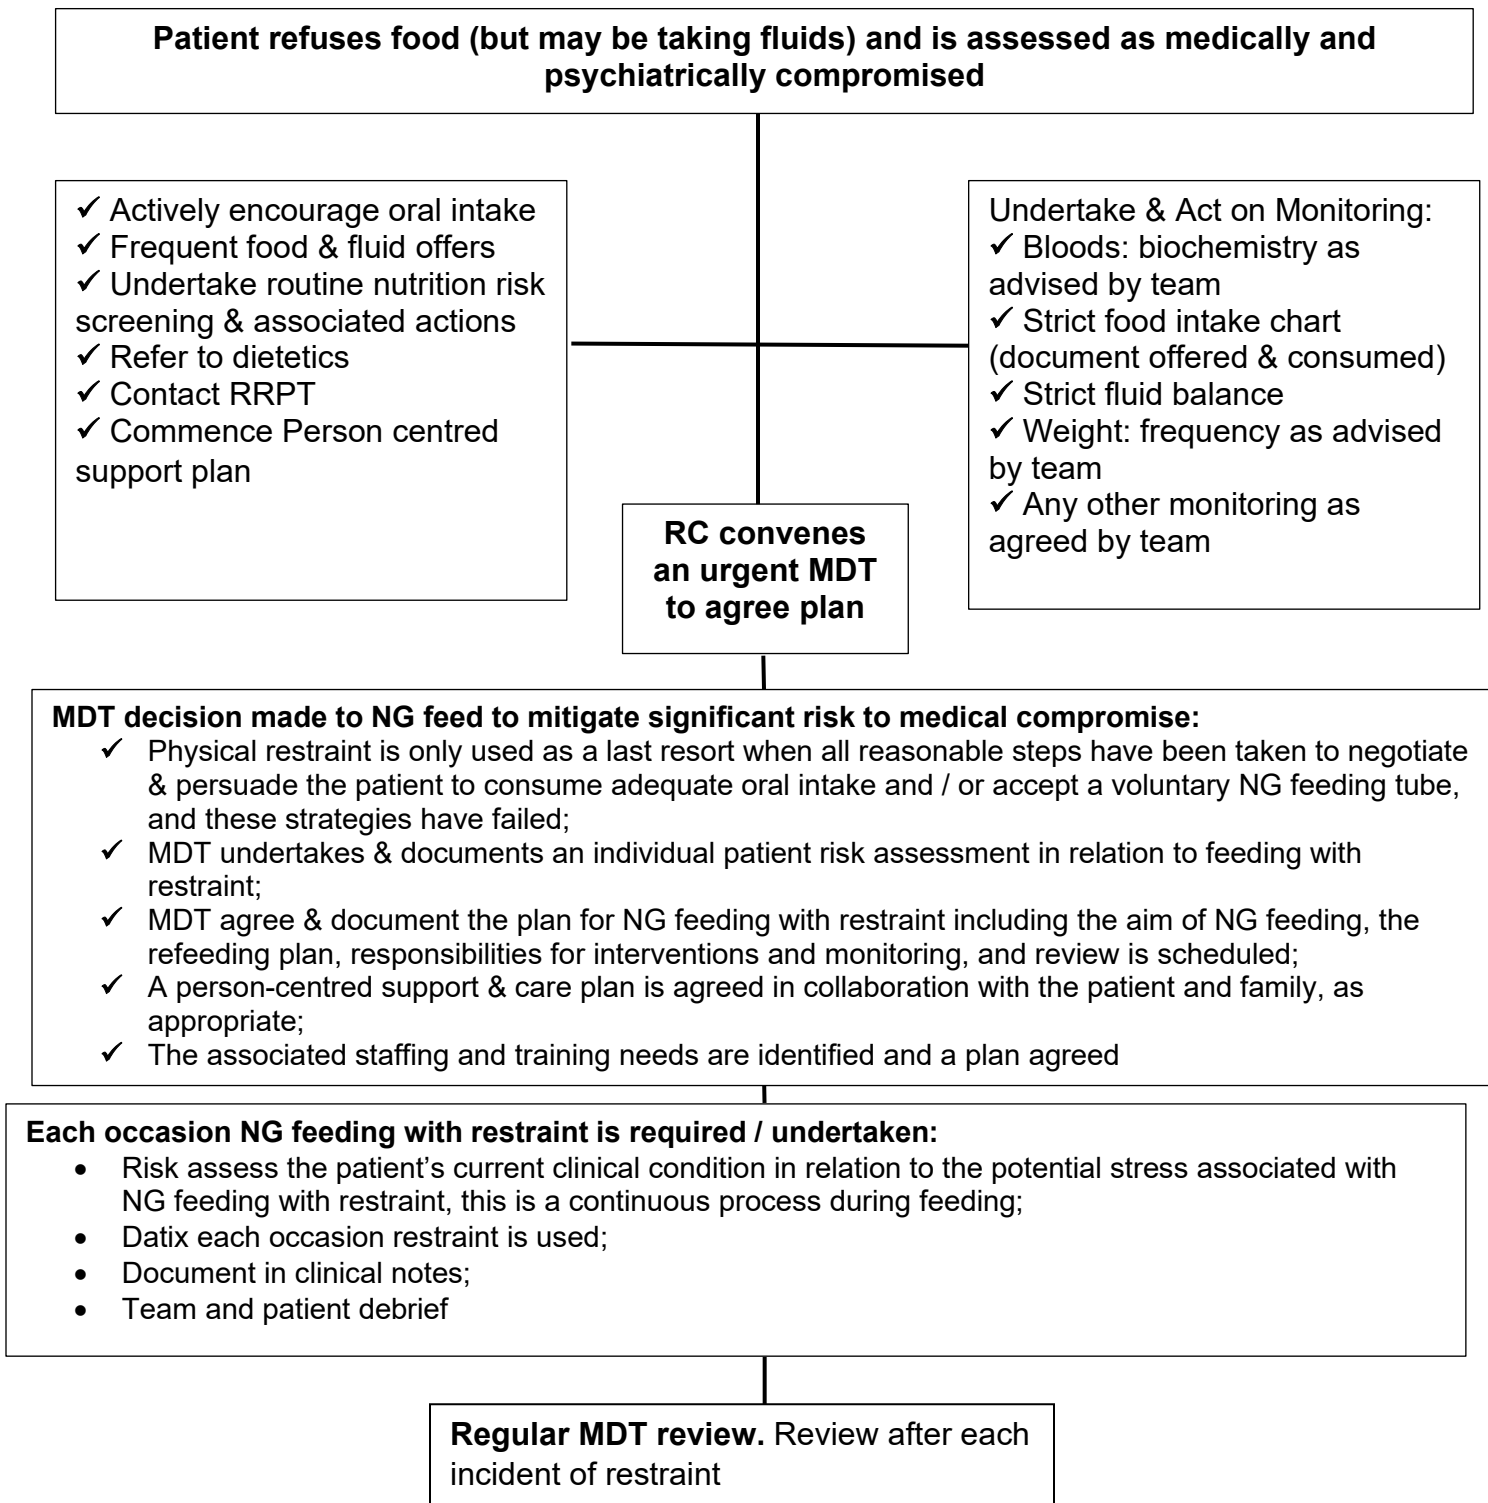 Patient refuses food (but may be taking fluids) and is assessed as medically and
psychiatrically compromised
✓ Actively encourage oral intake
✓ Frequent food & fluid offers
✓ Undertake routine nutrition risk
screening & associated actions
✓ Refer to dietetics
✓ Contact RRPT
✓ Commence Person centred
support plan
Undertake & Act on Monitoring:
✓ Bloods: biochemistry as
advised by team
✓ Strict food intake chart
(document offered & consumed)
✓ Strict fluid balance
✓ Weight: frequency as advised
by team
✓ Any other monitoring as
agreed by team
RC convenes
an urgent MDT
to agree plan
MDT decision made to NG feed to mitigate significant risk to medical compromise:
✓ Physical restraint is only used as a last resort when all reasonable steps have been taken to negotiate
& persuade the patient to consume adequate oral intake and / or accept a voluntary NG feeding tube,
and these strategies have failed;
✓ MDT undertakes & documents an individual patient risk assessment in relation to feeding with
restraint;
✓ MDT agree & document the plan for NG feeding with restraint including the aim of NG feeding, the
refeeding plan, responsibilities for interventions and monitoring, and review is scheduled;
✓ A person-centred support & care plan is agreed in collaboration with the patient and family, as
appropriate;
✓ The associated staffing and training needs are identified and a plan agreed
Each occasion NG feeding with restraint is required / undertaken:
• Risk assess the patient's current clinical condition in relation to the potential stress associated with
NG feeding with restraint, this is a continuous process during feeding;
• Datix each occasion restraint is used;
• Document in clinical notes;
• Team and patient debrief
Regular MDT review. Review after each
incident of restraint